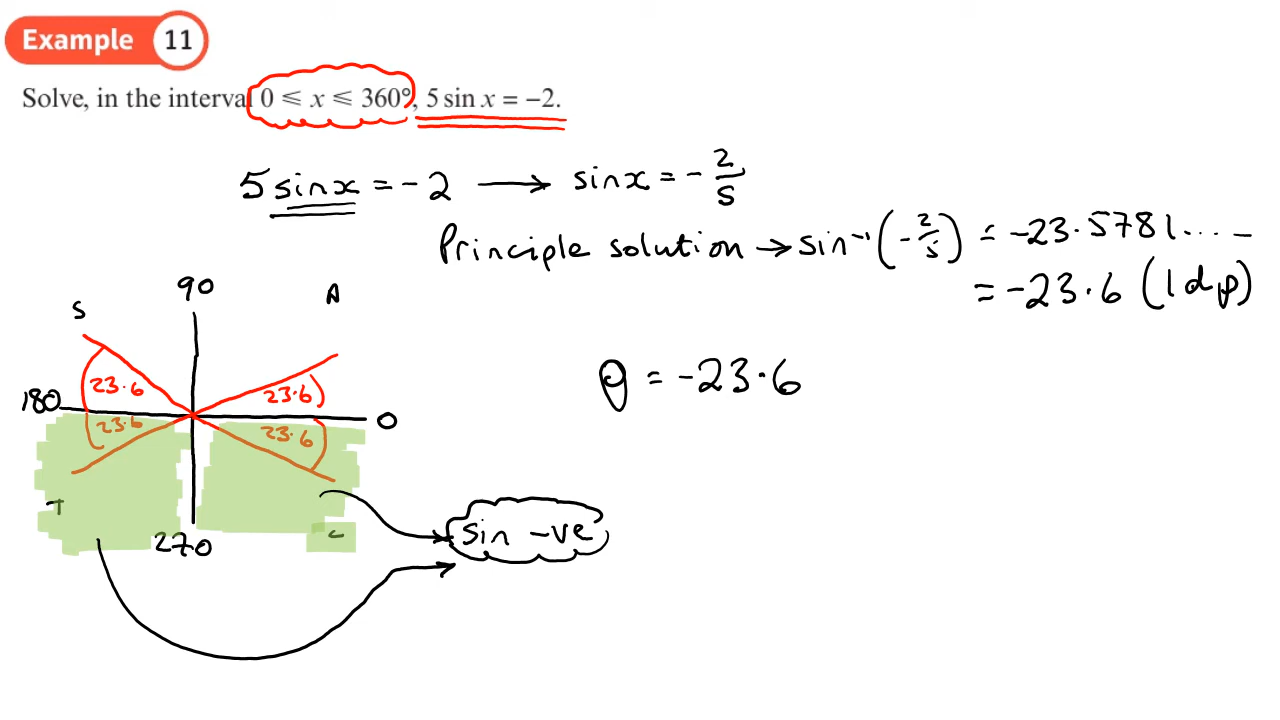 Example 11
Solve, in the interval 0 ⩽ x ⩽ 360°, 5 sin x = −2.
5 sinx = -2 ⟶ sinx = - 2/5
Principle solution → sin⁻¹(- 2/5) = -23.5781....
= -23.6 (1dp)
90
S A
23.6 23.6
180 0
23.6 23.6
θ = -23.6
T C
270
sin -ve